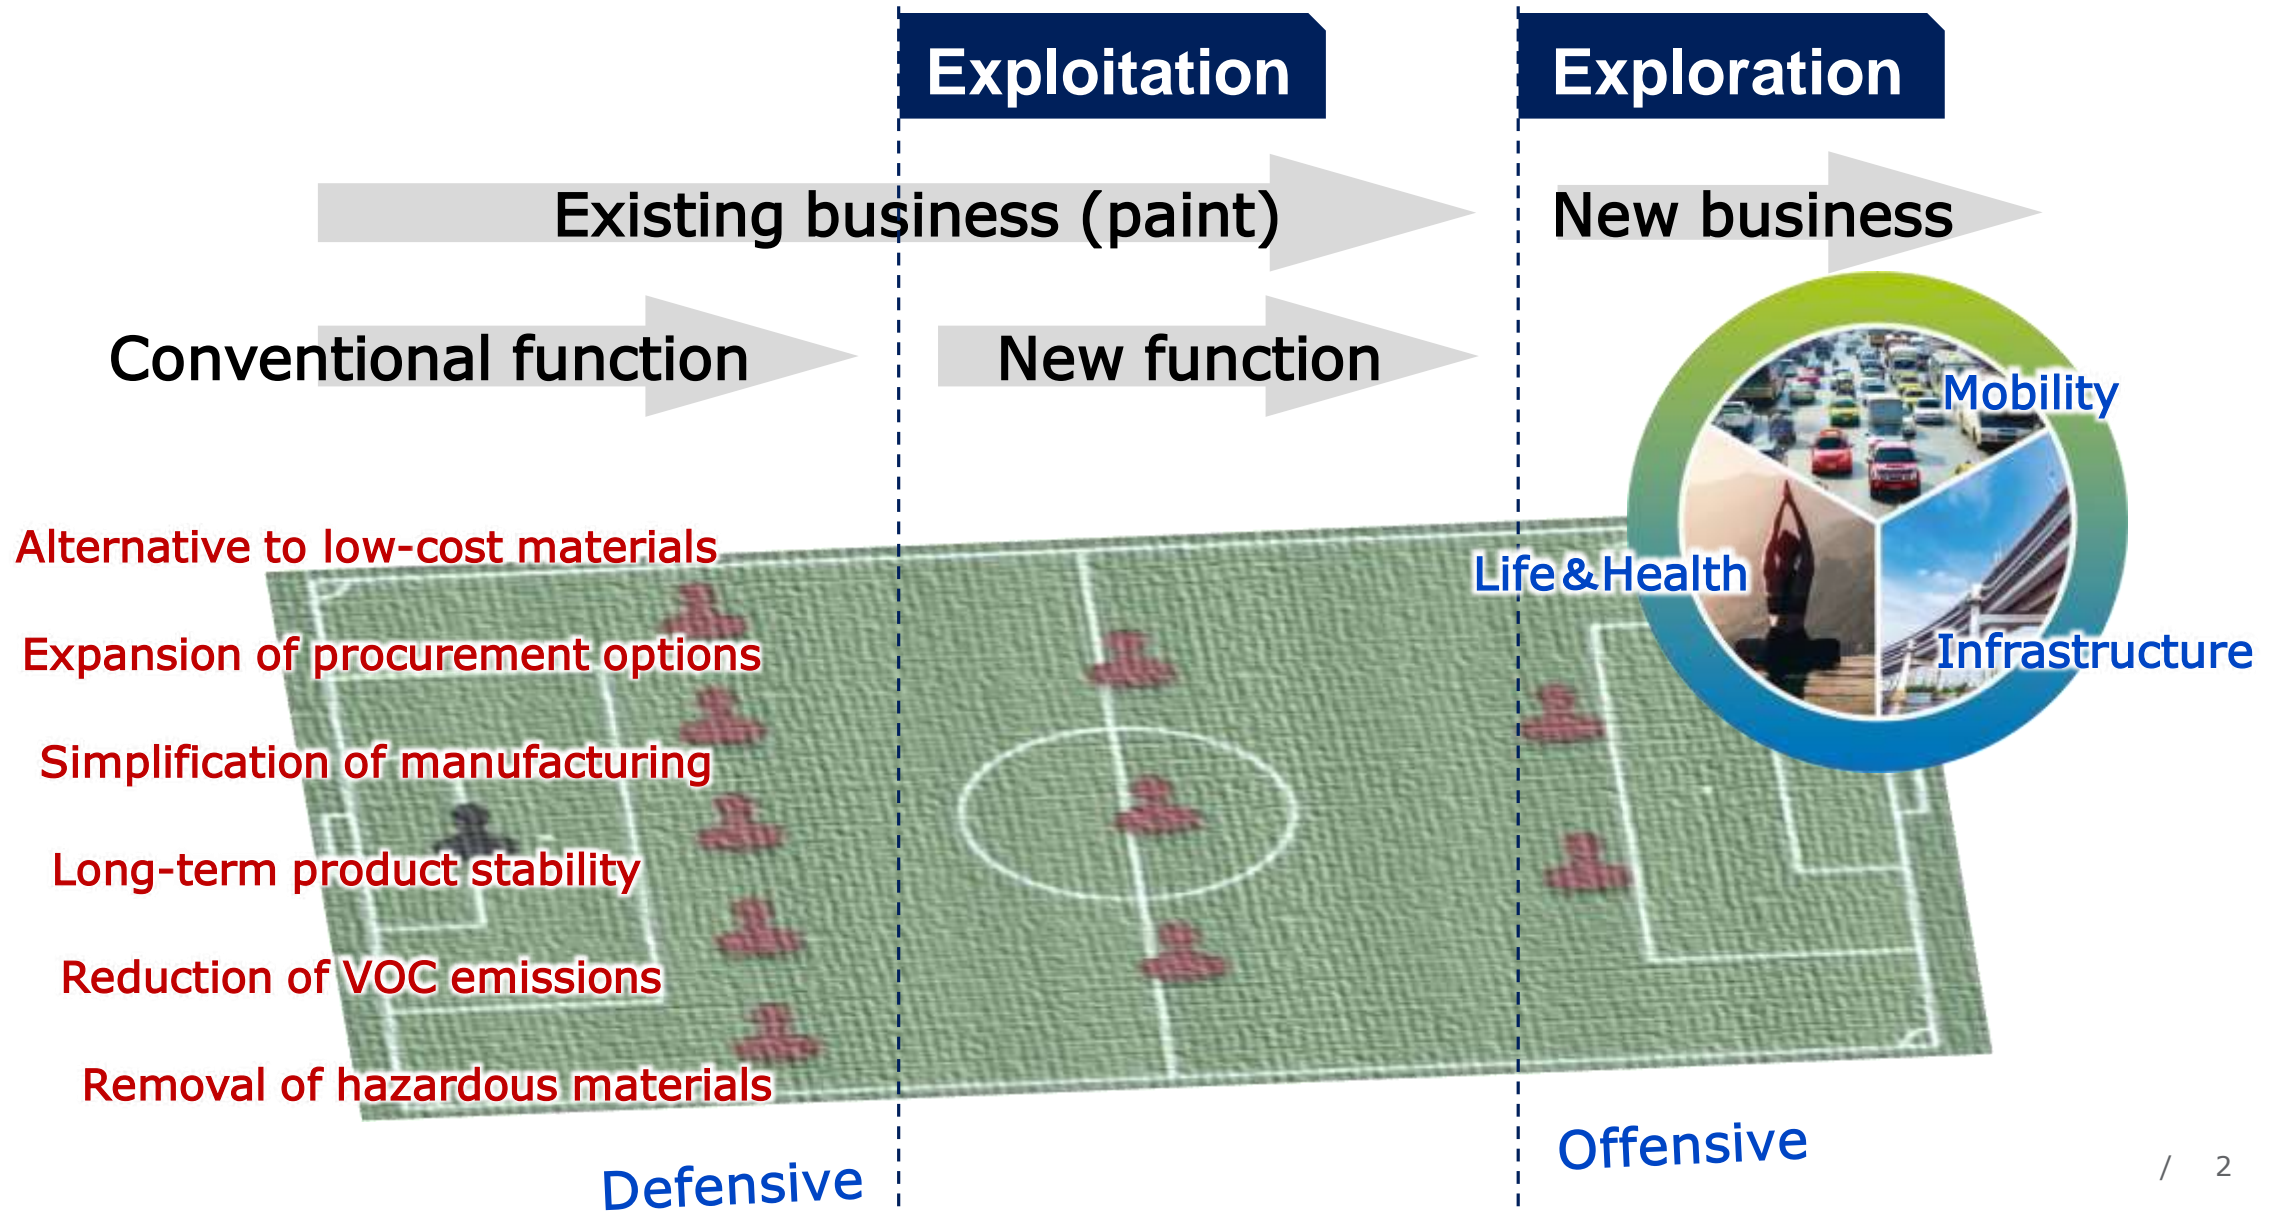 Exploitation
Exploration
Existing business (paint)
New business
Conventional function
New function
Mobility
Life&Health
Infrastructure
Alternative to low-cost materials
Expansion of procurement options
Simplification of manufacturing
Long-term product stability
Reduction of VOC emissions
Removal of hazardous materials
Defensive
Offensive
/ 2